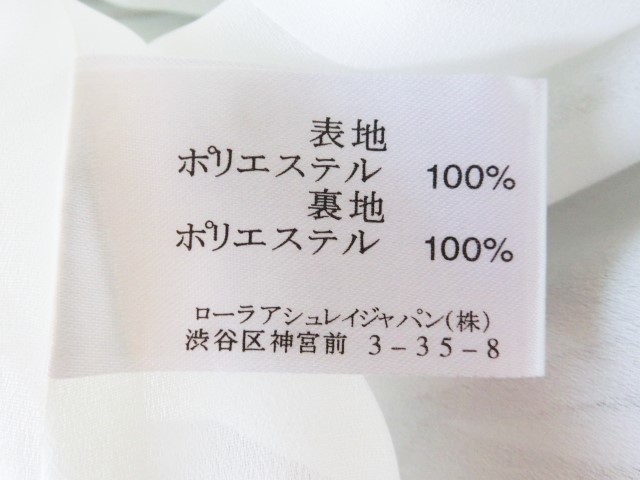 表地
ポリエステル 100%
裏地
ポリエステル 100%
ローラアシュレイジャパン(株)
渋谷区神宮前 3-35-8